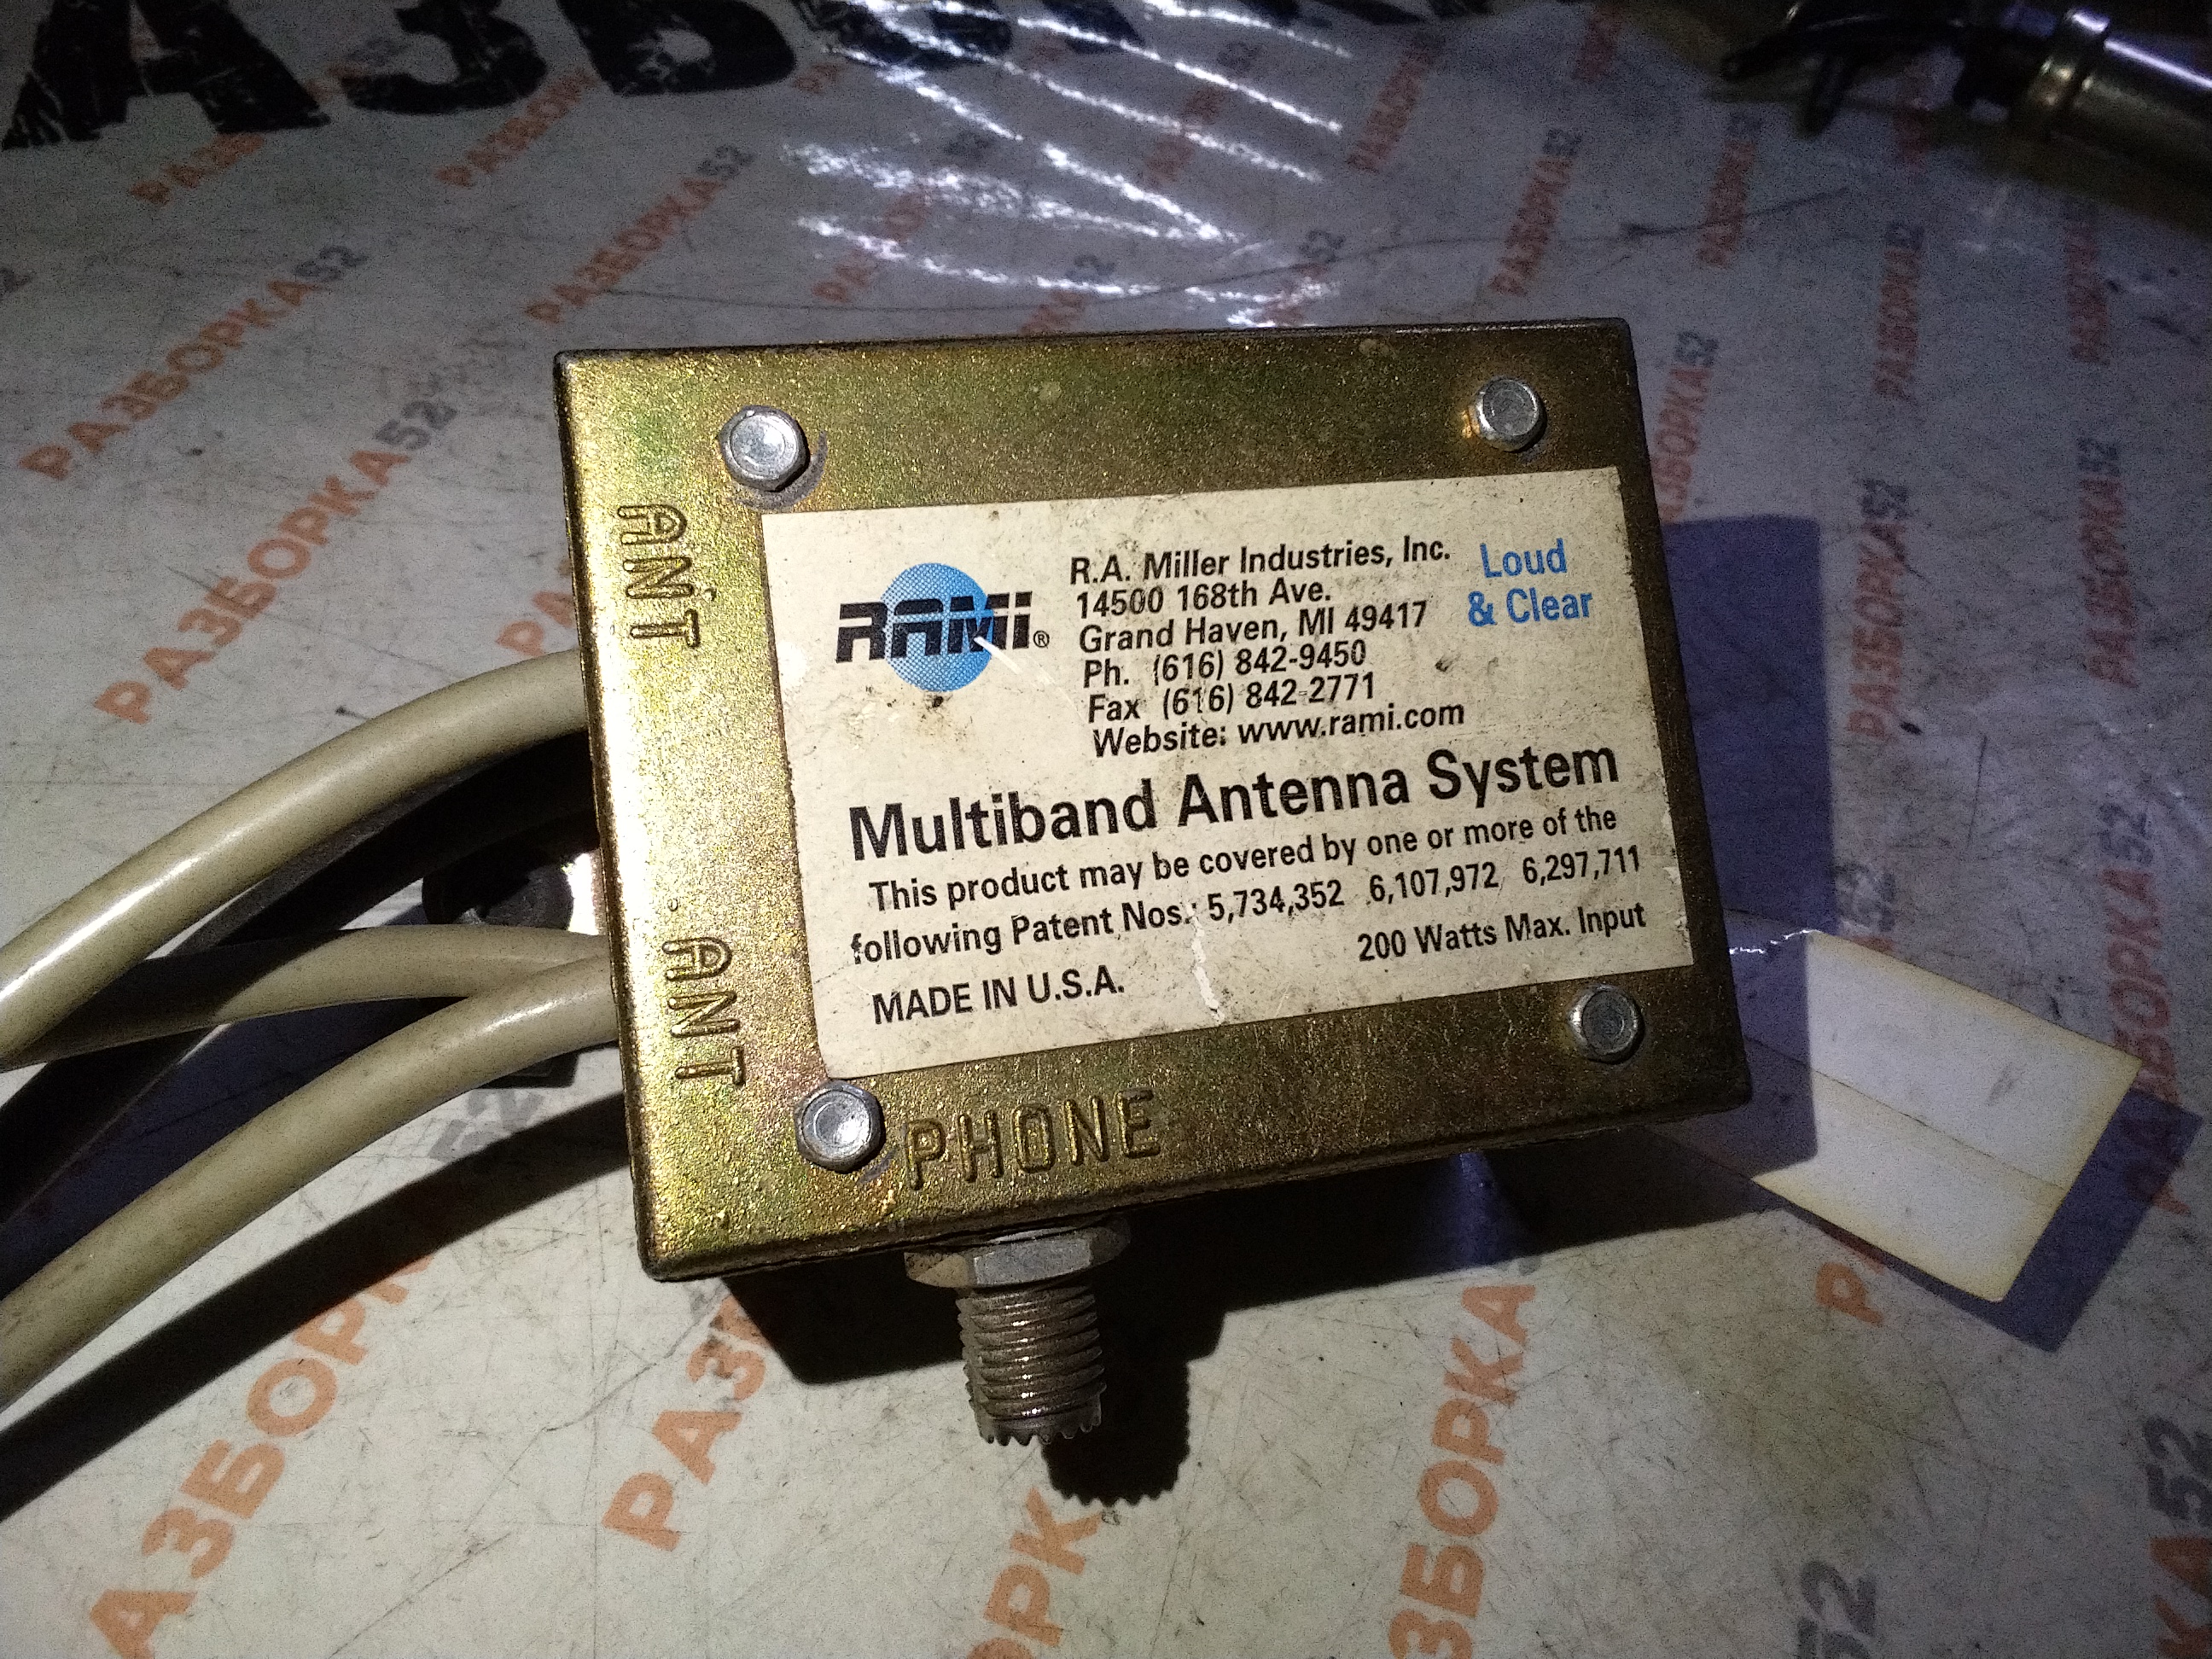 РАЗБОРКА52
РАЗБОРКА52
РАЗБОРКА52
РАЗБОРКА52
РАЗБОРКА52
РАЗБОРКА52
ANT
ANT
PHONE
RAMI®
R.A. Miller Industries, Inc.
14500 168th Ave.
Grand Haven, MI 49417
Ph. (616) 842-9450
Fax (616) 842-2771
Website: www.rami.com
Loud
& Clear
Multiband Antenna System
This product may be covered by one or more of the
following Patent Nos.: 5,734,352 6,107,972 6,297,711
200 Watts Max. Input
MADE IN U.S.A.